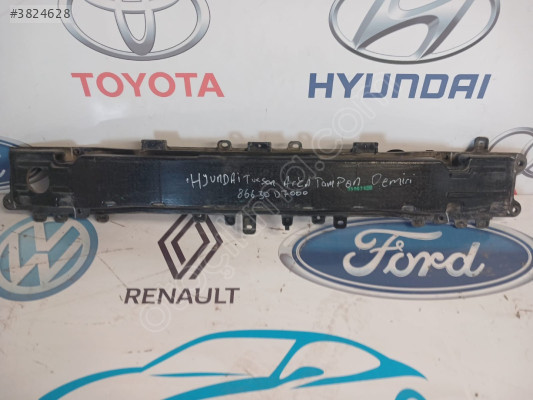 #3824628
TOYOTA
HYUNDAI
HYUNDAi Tucson Arka Tampon Demiri
86630 D7000
RENAULT
Ford